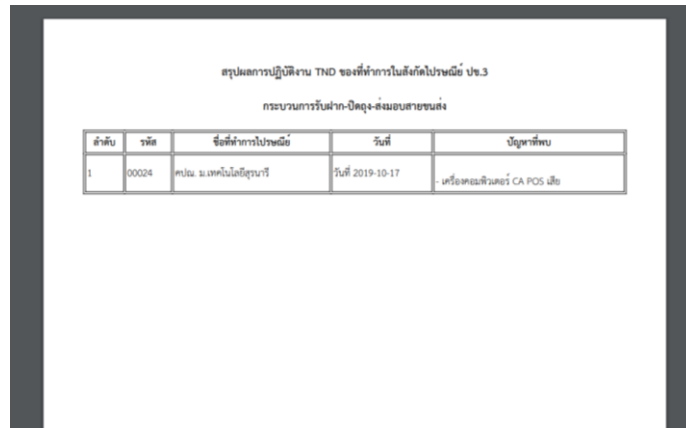 สรุปผลการปฏิบัติงาน TND ของที่ทำการในสังกัดไปรษณีย์ ปข.3
กระบวนการรับฝาก-ปิดถุง-ส่งมอบสายขนส่ง
ลำดับ รหัส ชื่อที่ทำการไปรษณีย์ วันที่ ปัญหาที่พบ
1 00024 คปณ. ม.เทคโนโลยีสุรนารี วันที่ 2019-10-17 - เครื่องคอมพิวเตอร์ CA POS เสีย